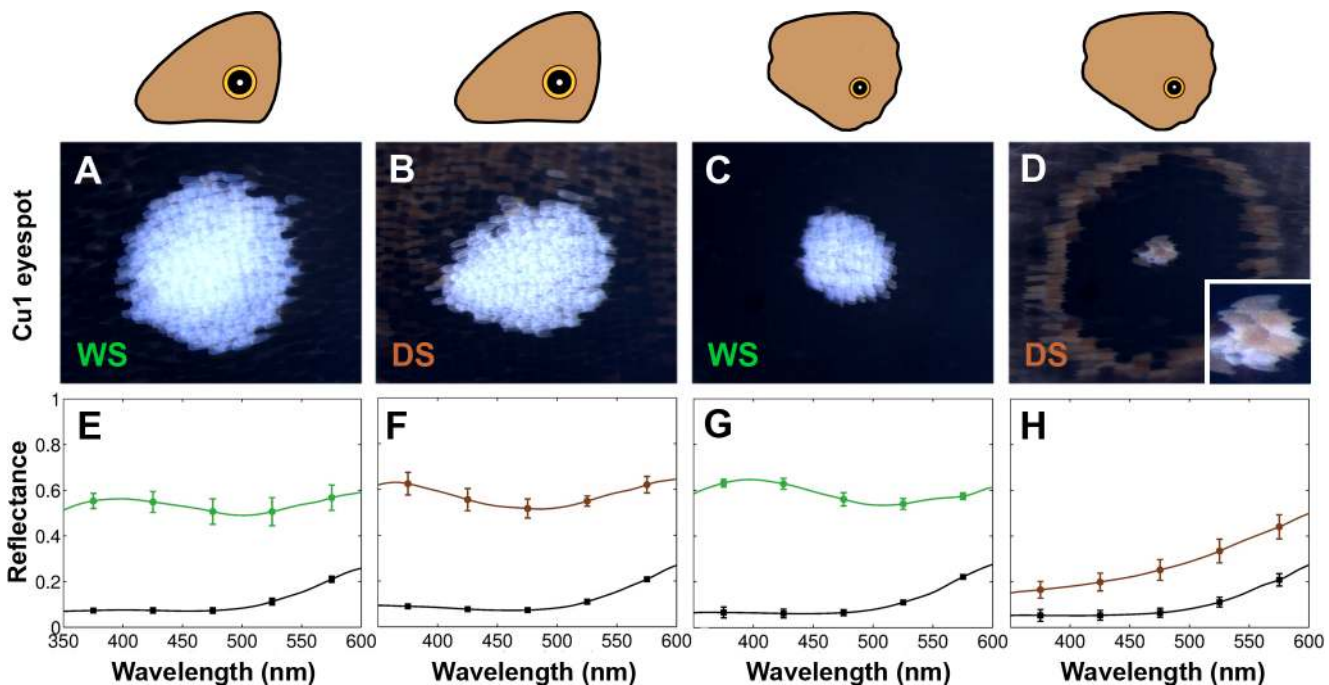 A B C D
Cu1 eyespot
WS DS WS DS
E F G H
Reflectance
1
0.8
0.6
0.4
0.2
0
350 400 450 500 550 600 400 450 500 550 600 400 450 500 550 600 400 450 500 550 600
Wavelength (nm) Wavelength (nm) Wavelength (nm) Wavelength (nm)